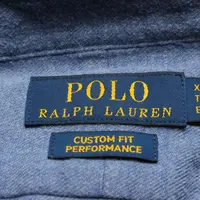 POLO
RALPH LAUREN
CUSTOM FIT
PERFORMANCE